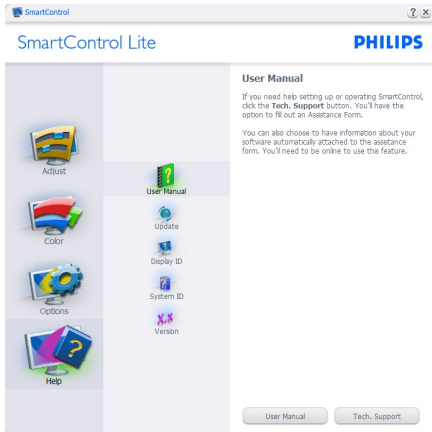 SmartControl
SmartControl Lite
PHILIPS
Adjust
Color
Options
Help
User Manual
Update
Display ID
System ID
X.X
Version
User Manual
If you need help setting up or operating SmartControl,
click the Tech. Support button. You'll have the
option to fill out an Assistance Form.
You can also choose to have information about your
software automatically attached to the assistance
form. You'll need to be online to use this feature.
User Manual
Tech. Support